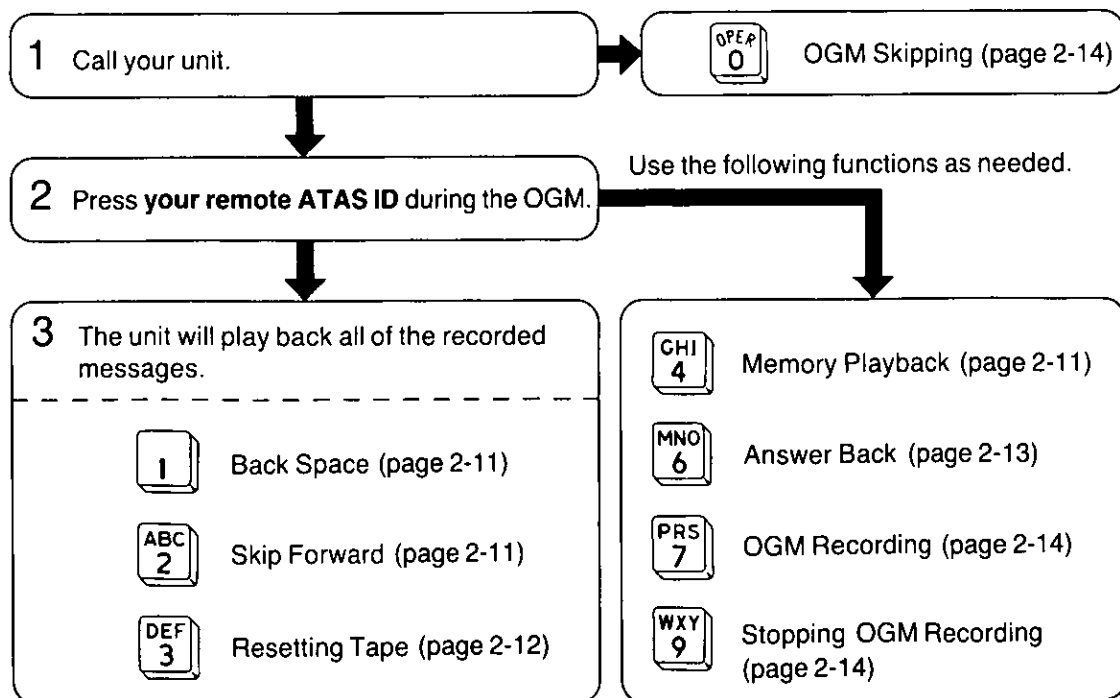 1 Call your unit.
OPER
0
OGM Skipping (page 2-14)
2 Press your remote ATAS ID during the OGM.
Use the following functions as needed.
3 The unit will play back all of the recorded
messages.
1
Back Space (page 2-11)
ABC
2
Skip Forward (page 2-11)
DEF
3
Resetting Tape (page 2-12)
GHI
4
Memory Playback (page 2-11)
MNO
6
Answer Back (page 2-13)
PRS
7
OGM Recording (page 2-14)
WXY
9
Stopping OGM Recording
(page 2-14)